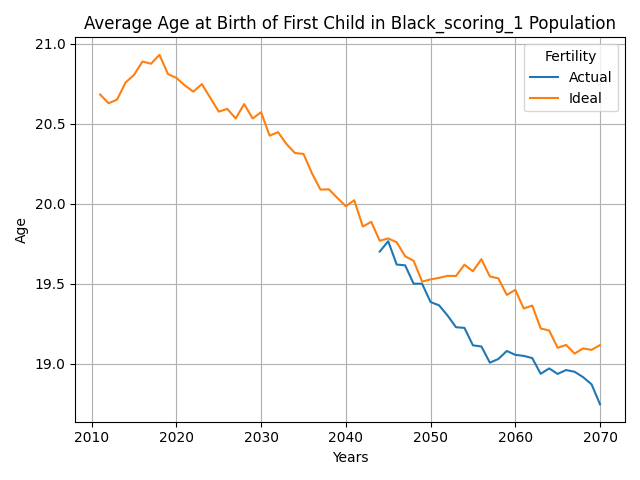 Average Age at Birth of First Child in Black_scoring_1 Population
Fertility
Actual
Ideal
21.0
20.5
20.0
19.5
19.0
Age
2010 2020 2030 2040 2050 2060 2070
Years